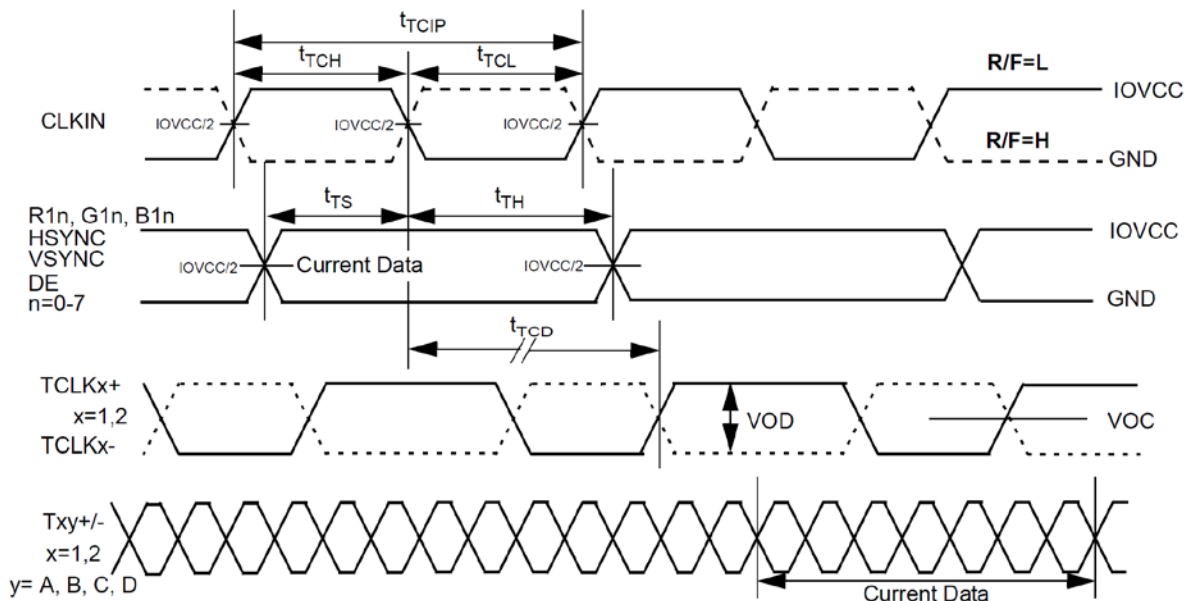 tTCIP
tTCH
tTCL
R/F=L
IOVCC
CLKIN
IOVCC/2
IOVCC/2
IOVCC/2
R/F=H
GND
tTS
tTH
R1n, G1n, B1n
HSYNC
VSYNC
DE
n=0-7
IOVCC
IOVCC/2
Current Data
IOVCC/2
GND
tTCD
TCLKx+
x=1,2
TCLKx-
VOD
VOC
Txy+/-
x=1,2
y= A, B, C, D
Current Data